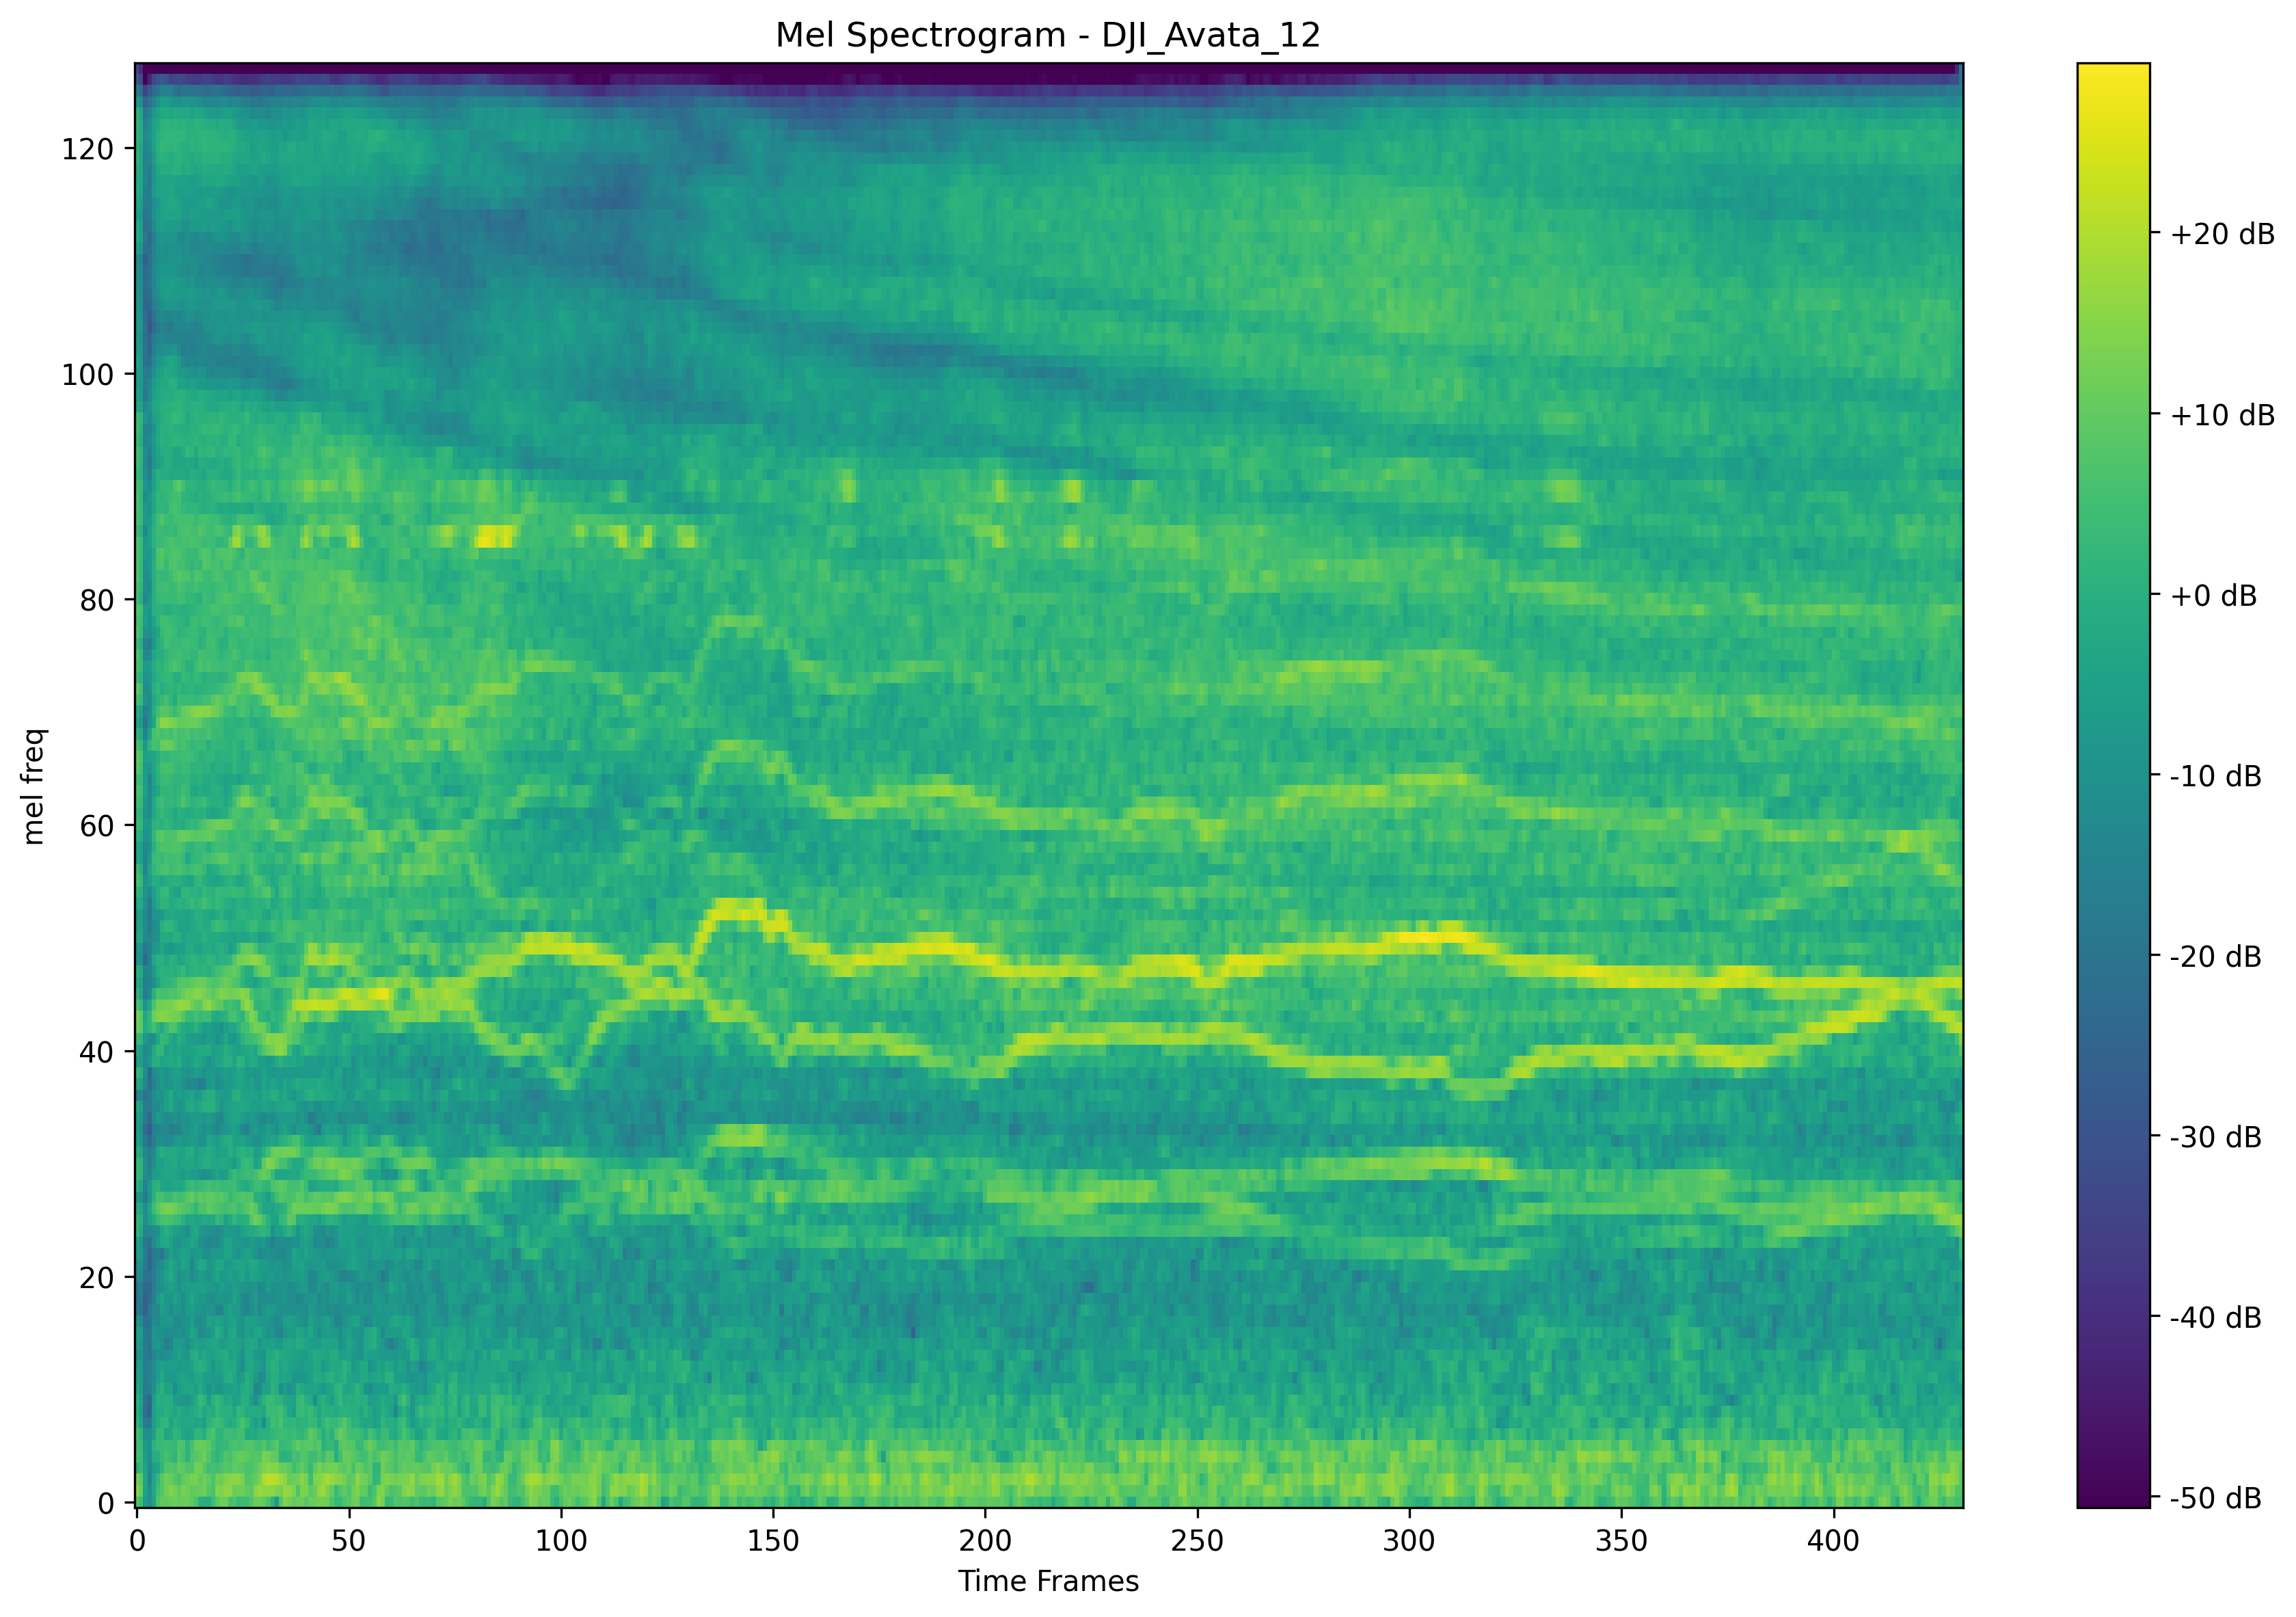 Mel Spectrogram - DJI_Avata_12
mel freq
120
100
80
60
40
20
0
0 50 100 150 200 250 300 350 400
Time Frames
+20 dB
+10 dB
+0 dB
-10 dB
-20 dB
-30 dB
-40 dB
-50 dB